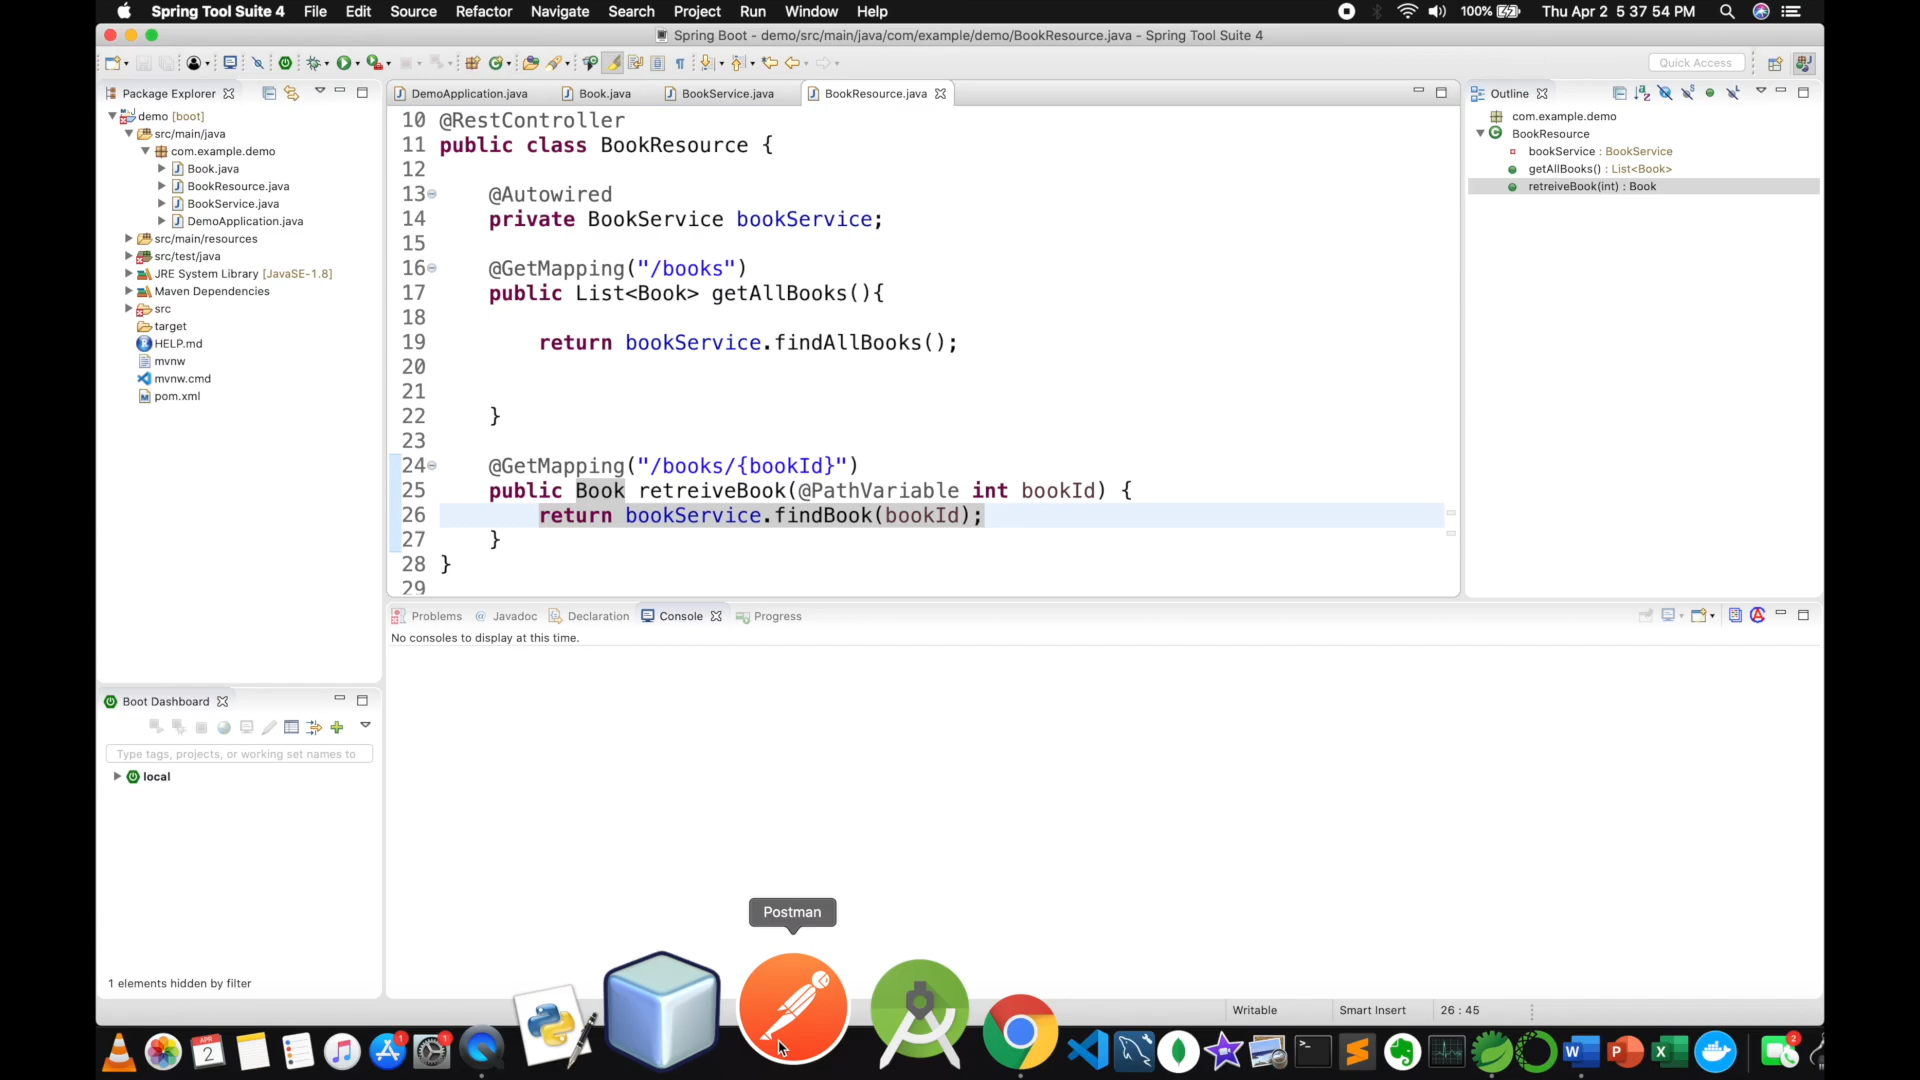 Spring Tool Suite 4 File Edit Source Refactor Navigate Search Project Run Window Help 100% Thu Apr 2 5 37 54 PM
Spring Boot - demo/src/main/java/com/example/demo/BookResource.java - Spring Tool Suite 4
Quick Access
Package Explorer
demo [boot]
src/main/java
com.example.demo
Book.java
BookResource.java
BookService.java
DemoApplication.java
src/main/resources
src/test/java
JRE System Library [JavaSE-1.8]
Maven Dependencies
src
target
HELP.md
mvnw
mvnw.cmd
pom.xml
DemoApplication.java Book.java BookService.java BookResource.java
10 @RestController
11 public class BookResource {
12
13 @Autowired
14 private BookService bookService;
15
16 @GetMapping("/books")
17 public List<Book> getAllBooks(){
18
19 return bookService.findAllBooks();
20
21
22 }
23
24 @GetMapping("/books/{bookId}")
25 public Book retreiveBook(@PathVariable int bookId) {
26 return bookService.findBook(bookId);
27 }
28 }
29
Outline
com.example.demo
BookResource
bookService : BookService
getAllBooks() : List<Book>
retreiveBook(int) : Book
Problems @ Javadoc Declaration Console Progress
No consoles to display at this time.
Boot Dashboard
Type tags, projects, or working set names to
local
1 elements hidden by filter
Postman
Writable Smart Insert 26 : 45
APR
2
1
1
W
P
X
2